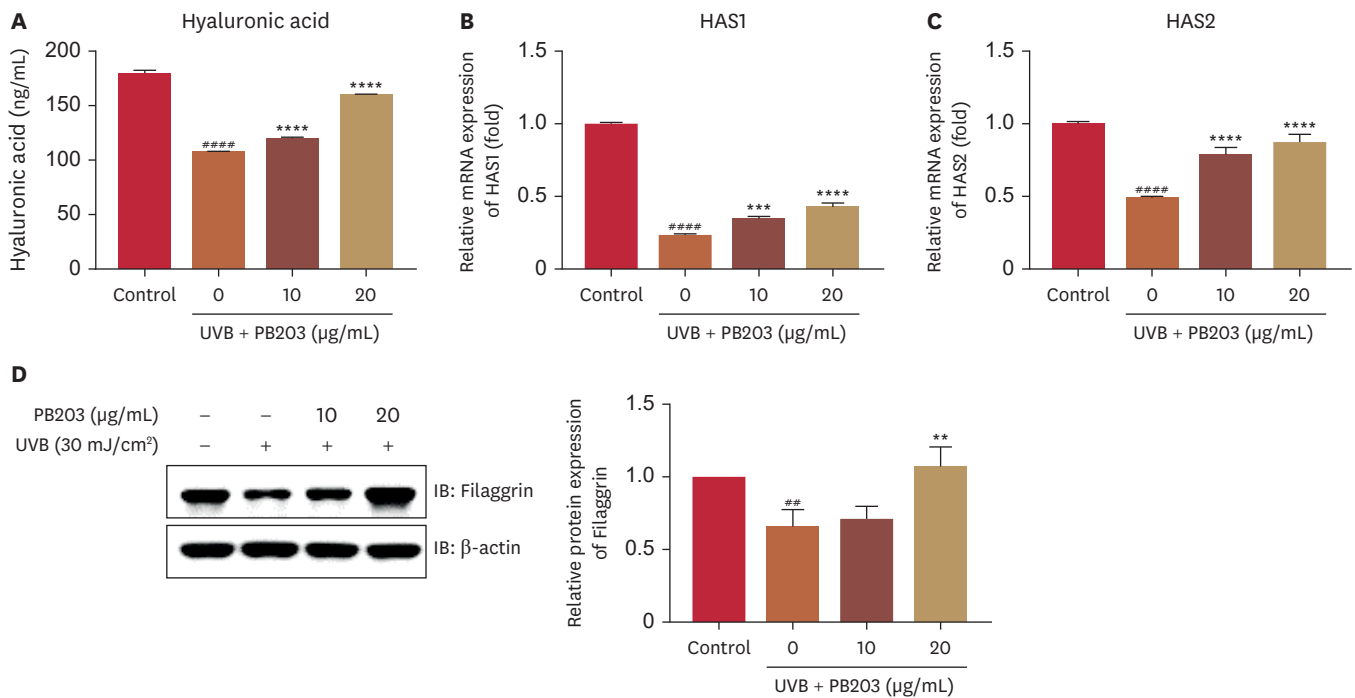 A
Hyaluronic acid
Hyaluronic acid (ng/mL)
200
150
100
50
0
####
****
****
Control
0
10
20
UVB + PB203 (µg/mL)
B
HAS1
Relative mRNA expression
of HAS1 (fold)
1.5
1.0
0.5
0
####
***
****
Control
0
10
20
UVB + PB203 (µg/mL)
C
HAS2
Relative mRNA expression
of HAS2 (fold)
1.5
1.0
0.5
0
####
****
****
Control
0
10
20
UVB + PB203 (µg/mL)
D
PB203 (µg/mL) – – 10 20
UVB (30 mJ/cm²) – + + +
IB: Filaggrin
IB: β-actin
Relative protein expression
of Filaggrin
1.5
1.0
0.5
0
##
**
Control
0
10
20
UVB + PB203 (µg/mL)